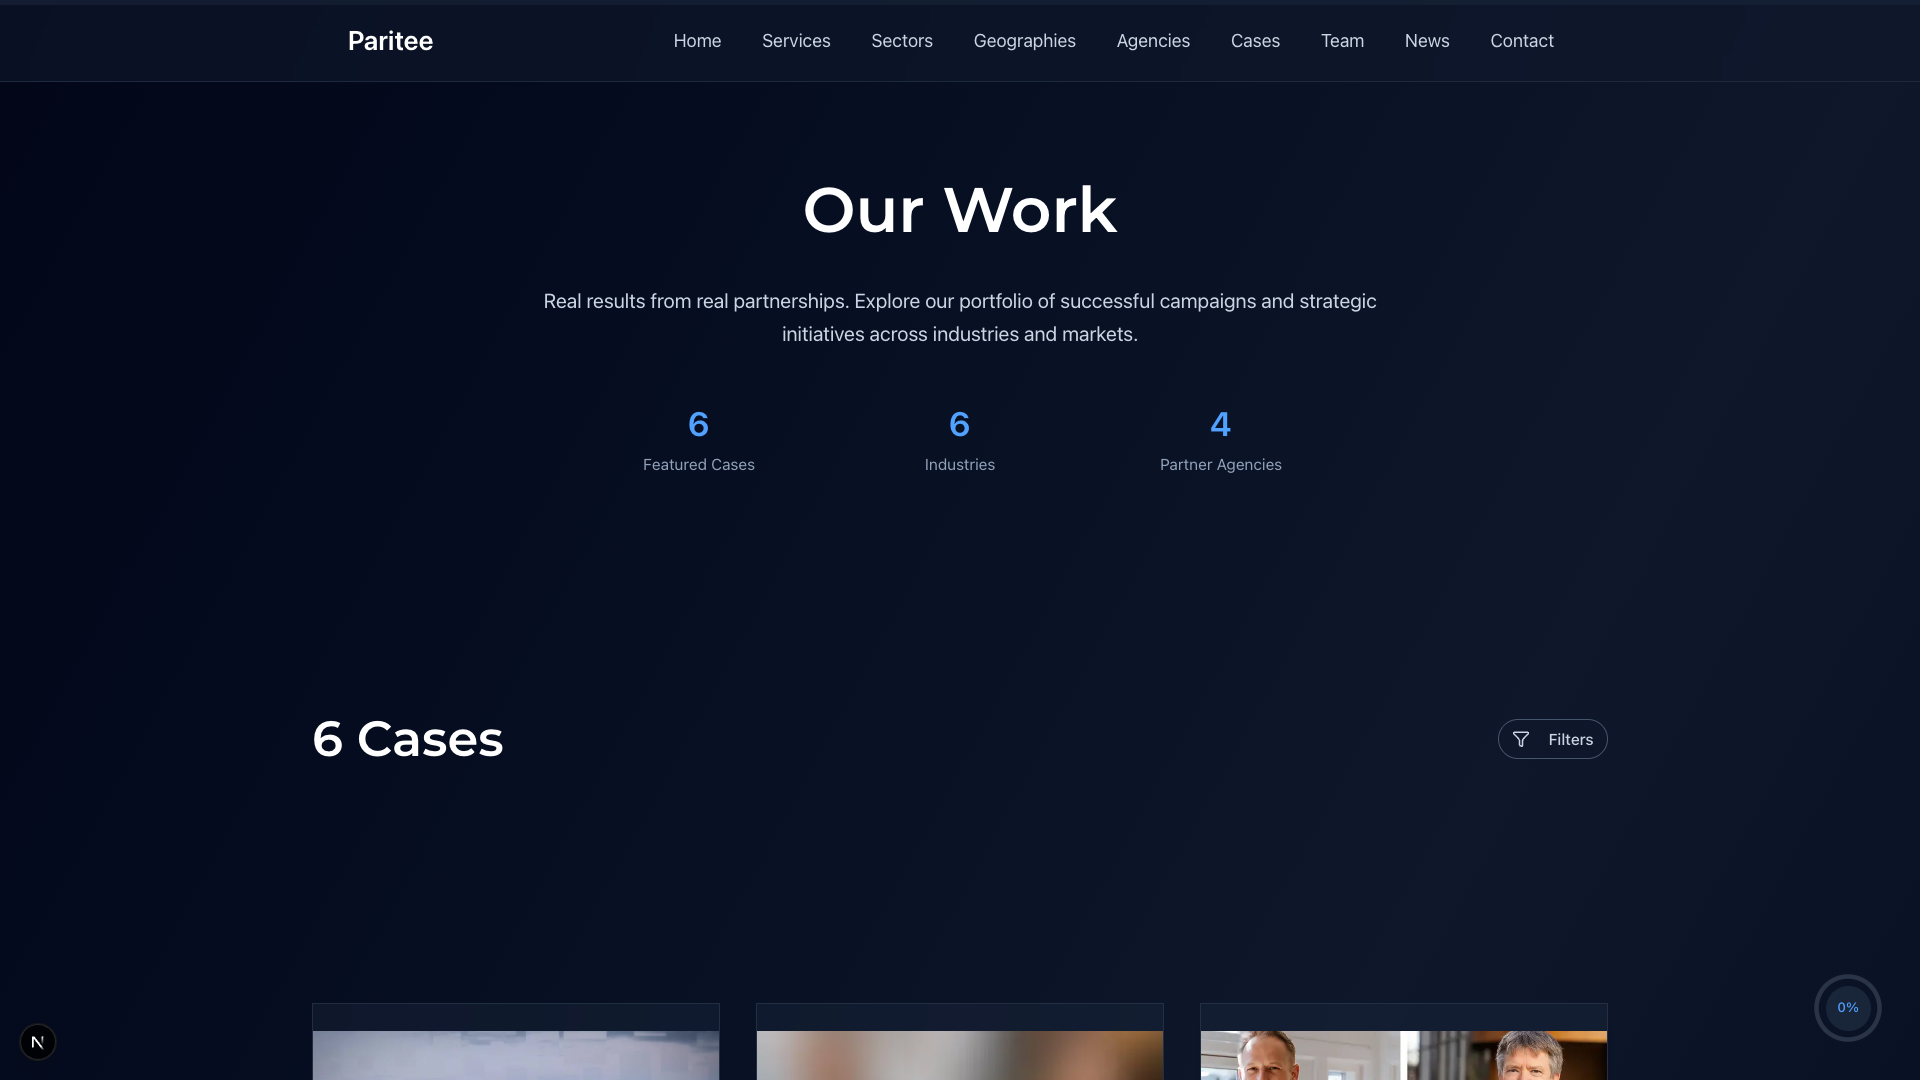 Paritee
Home Services Sectors Geographies Agencies Cases Team News Contact
Our Work
Real results from real partnerships. Explore our portfolio of successful campaigns and strategic
initiatives across industries and markets.
6
Featured Cases
6
Industries
4
Partner Agencies
6 Cases
Filters
0%
N